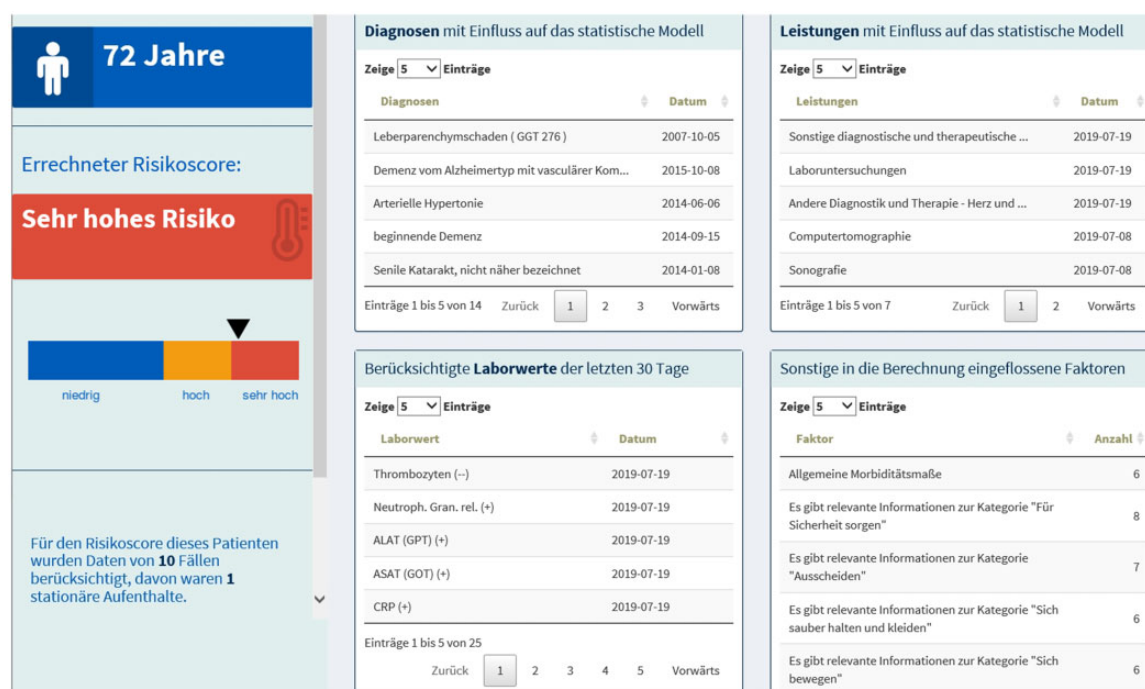 72 Jahre
Errechneter Risikoscore:
Sehr hohes Risiko
niedrig hoch sehr hoch
Für den Risikoscore dieses Patienten
wurden Daten von 10 Fällen
berücksichtigt, davon waren 1
stationäre Aufenthalte.
Diagnosen mit Einfluss auf das statistische Modell
Zeige 5 Einträge
Diagnosen Datum
Leberparenchymschaden ( GGT 276 ) 2007-10-05
Demenz vom Alzheimertyp mit vasculärer Kom... 2015-10-08
Arterielle Hypertonie 2014-06-06
beginnende Demenz 2014-09-15
Senile Katarakt, nicht näher bezeichnet 2014-01-08
Einträge 1 bis 5 von 14 Zurück 1 2 3 Vorwärts
Leistungen mit Einfluss auf das statistische Modell
Zeige 5 Einträge
Leistungen Datum
Sonstige diagnostische und therapeutische ... 2019-07-19
Laboruntersuchungen 2019-07-19
Andere Diagnostik und Therapie - Herz und ... 2019-07-19
Computertomographie 2019-07-08
Sonografie 2019-07-08
Einträge 1 bis 5 von 7 Zurück 1 2 Vorwärts
Berücksichtigte Laborwerte der letzten 30 Tage
Zeige 5 Einträge
Laborwert Datum
Thrombozyten (--) 2019-07-19
Neutroph. Gran. rel. (+) 2019-07-19
ALAT (GPT) (+) 2019-07-19
ASAT (GOT) (+) 2019-07-19
CRP (+) 2019-07-19
Einträge 1 bis 5 von 25
Zurück 1 2 3 4 5 Vorwärts
Sonstige in die Berechnung eingeflossene Faktoren
Zeige 5 Einträge
Faktor Anzahl
Allgemeine Morbiditätsmaße 6
Es gibt relevante Informationen zur Kategorie "Für
Sicherheit sorgen" 8
Es gibt relevante Informationen zur Kategorie
"Ausscheiden" 7
Es gibt relevante Informationen zur Kategorie "Sich
sauber halten und kleiden" 6
Es gibt relevante Informationen zur Kategorie "Sich
bewegen" 6